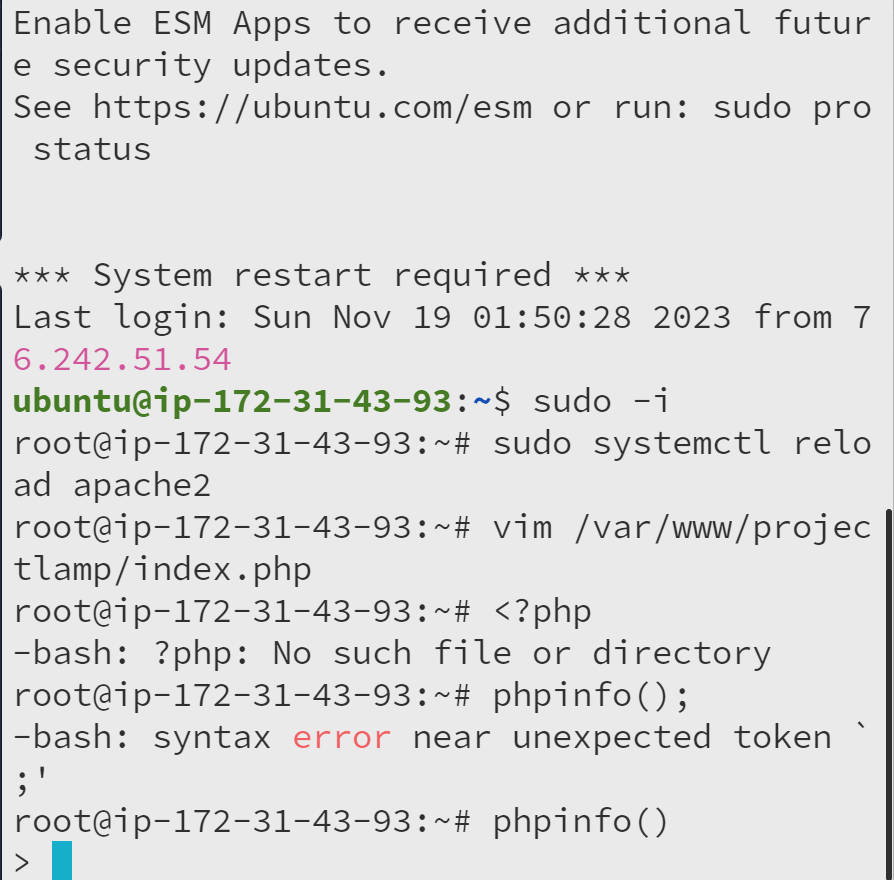 Enable ESM Apps to receive additional futur
e security updates.
See https://ubuntu.com/esm or run: sudo pro
 status
*** System restart required ***
Last login: Sun Nov 19 01:50:28 2023 from 7
6.242.51.54
ubuntu@ip-172-31-43-93:~$ sudo -i
root@ip-172-31-43-93:~# sudo systemctl relo
ad apache2
root@ip-172-31-43-93:~# vim /var/www/projec
tlamp/index.php
root@ip-172-31-43-93:~# <?php
-bash: ?php: No such file or directory
root@ip-172-31-43-93:~# phpinfo();
-bash: syntax error near unexpected token `
;'
root@ip-172-31-43-93:~# phpinfo()
>